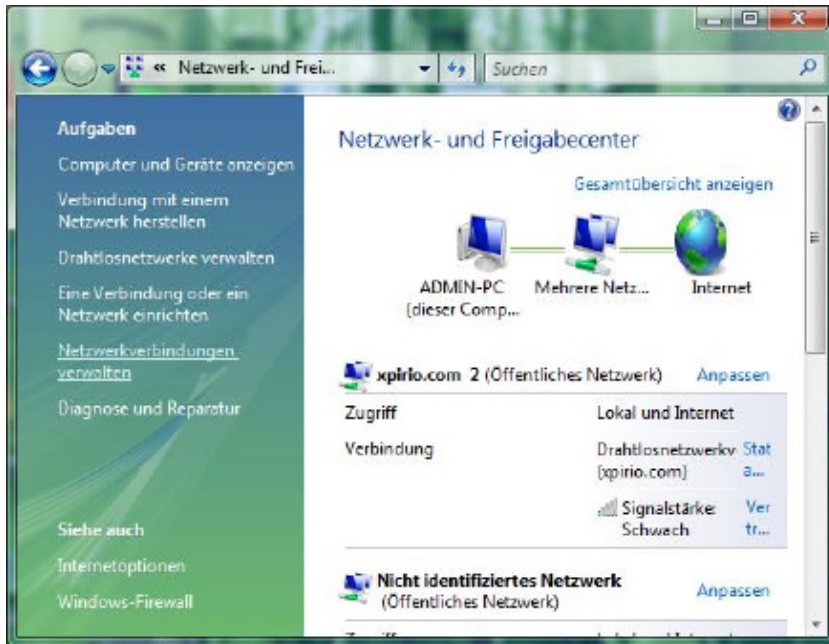 « Netzwerk- und Frei...
Suchen
Aufgaben
Computer und Geräte anzeigen
Verbindung mit einem
Netzwerk herstellen
Drahtlosnetzwerke verwalten
Eine Verbindung oder ein
Netzwerk einrichten
Netzwerkverbindungen
verwalten
Diagnose und Reparatur
Siehe auch
Internetoptionen
Windows-Firewall
Netzwerk- und Freigabecenter
Gesamtübersicht anzeigen
ADMIN-PC
(dieser Comp...
Mehrere Netz...
Internet
xpirio.com 2 (Öffentliches Netzwerk) Anpassen
Zugriff Lokal und Internet
Verbindung Drahtlosnetzwerkv Stat
(xpirio.com) a...
Signalstärke: Ver
Schwach tr...
Nicht identifiziertes Netzwerk Anpassen
(Öffentliches Netzwerk)